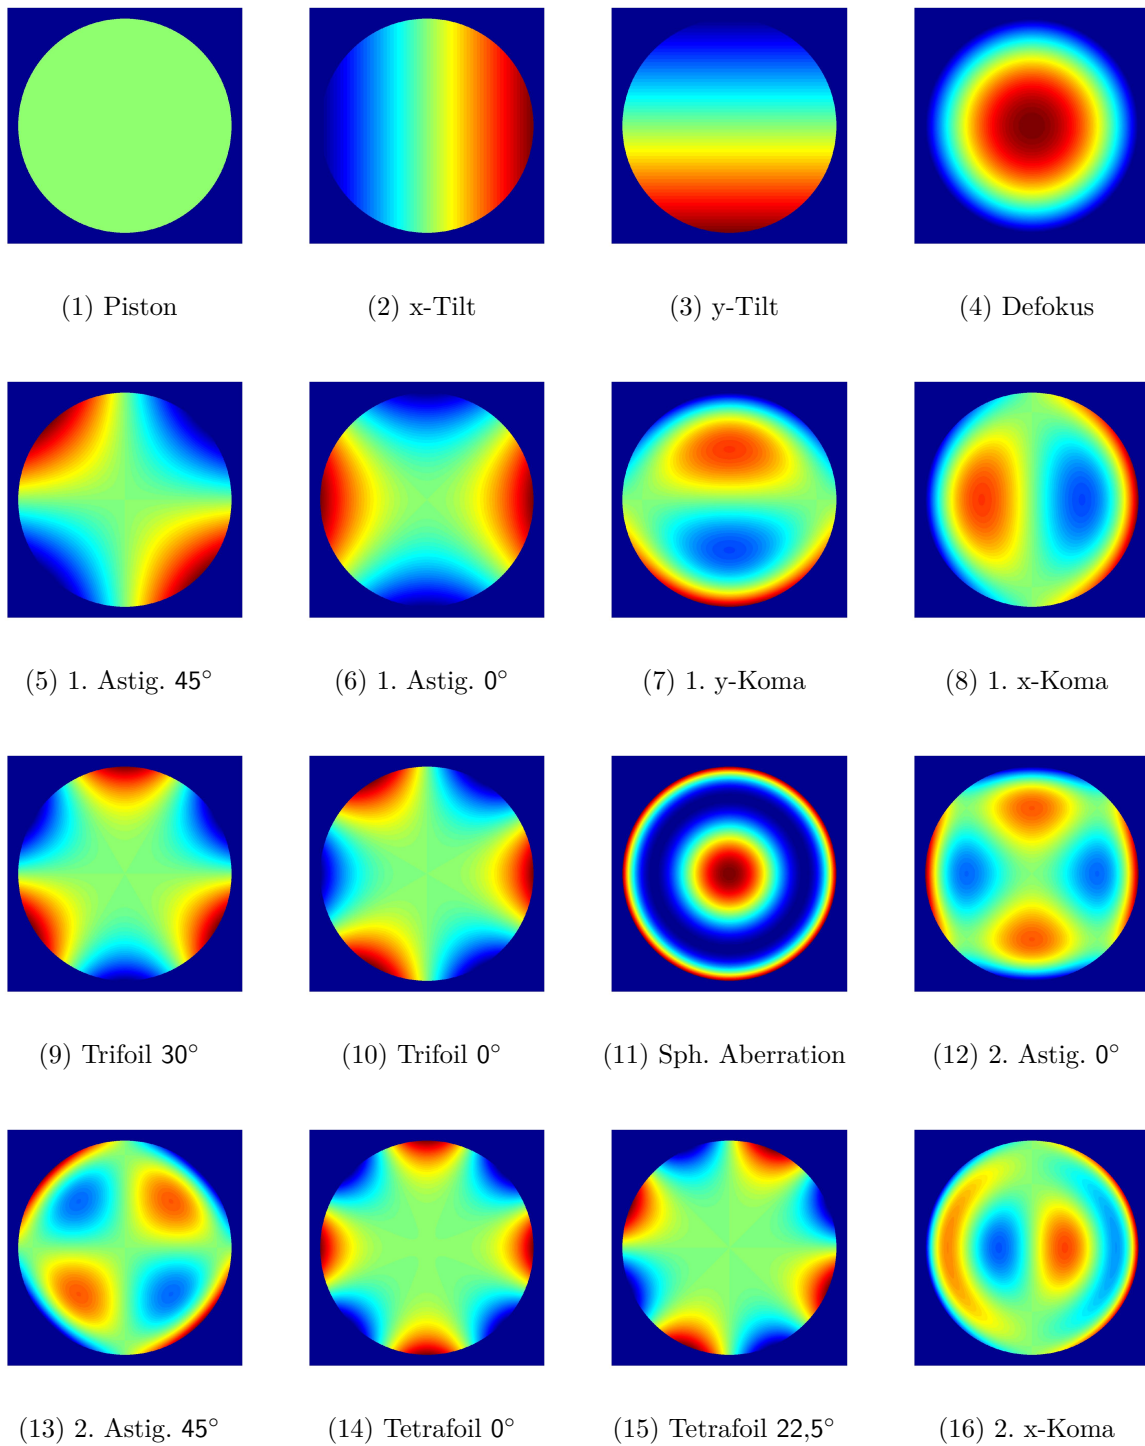 (1) Piston
(2) x-Tilt
(3) y-Tilt
(4) Defokus
(5) 1. Astig. 45°
(6) 1. Astig. 0°
(7) 1. y-Koma
(8) 1. x-Koma
(9) Trifoil 30°
(10) Trifoil 0°
(11) Sph. Aberration
(12) 2. Astig. 0°
(13) 2. Astig. 45°
(14) Tetrafoil 0°
(15) Tetrafoil 22,5°
(16) 2. x-Koma